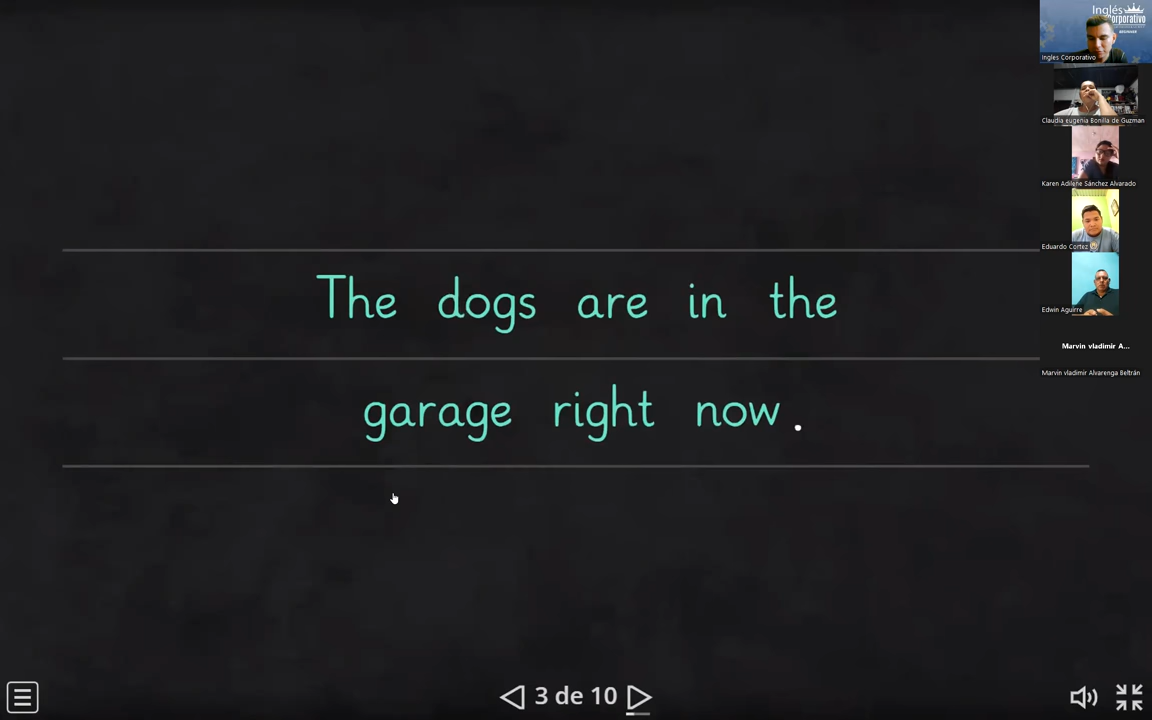 The dogs are in the
garage right now.
3 de 10
Inglés
Corporativo
BEGINNER
Ingles Corporativo
Claudia eugenia Bonilla de Guzman
Karen Adilene Sánchez Alvarado
Eduardo Cortez
Edwin Aguirre
Marvin vladimir A...
Marvin vladimir Alvarenga Beltrán